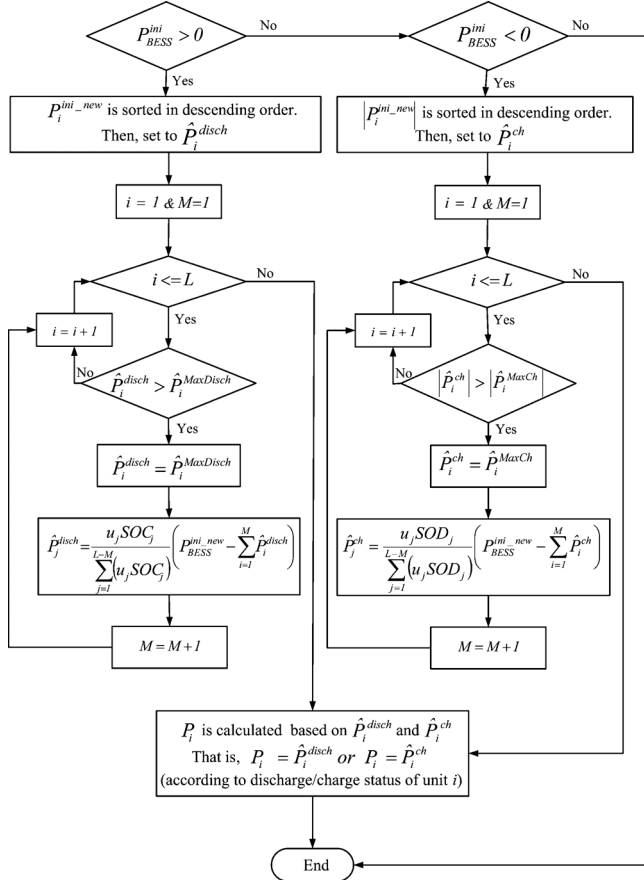 P_BESS^ini > 0
No
P_BESS^ini < 0
No
Yes
Yes
P_i^ini_new is sorted in descending order.
Then, set to P̂_i^disch
|P_i^ini_new| is sorted in descending order.
Then, set to P̂_i^ch
i = 1 & M=1
i = 1 & M=1
i <= L
No
i <= L
No
Yes
Yes
i = i + 1
i = i + 1
No
P̂_i^disch > P̂_i^MaxDisch
No
|P̂_i^ch| > |P̂_i^MaxCh|
Yes
Yes
P̂_i^disch = P̂_i^MaxDisch
P̂_i^ch = P̂_i^MaxCh
P̂_j^disch = u_j SOC_j / ∑_{j=1}^{L-M} (u_j SOC_j) (P_BESS^ini_new − ∑_{i=1}^{M} P̂_i^disch)
P̂_j^ch = u_j SOD_j / ∑_{j=1}^{L-M} (u_j SOD_j) (P_BESS^ini_new − ∑_{i=1}^{M} P̂_i^ch)
M = M + 1
M = M + 1
P_i is calculated based on P̂_i^disch and P̂_i^ch
That is, P_i = P̂_i^disch or P_i = P̂_i^ch
(according to discharge/charge status of unit i)
End